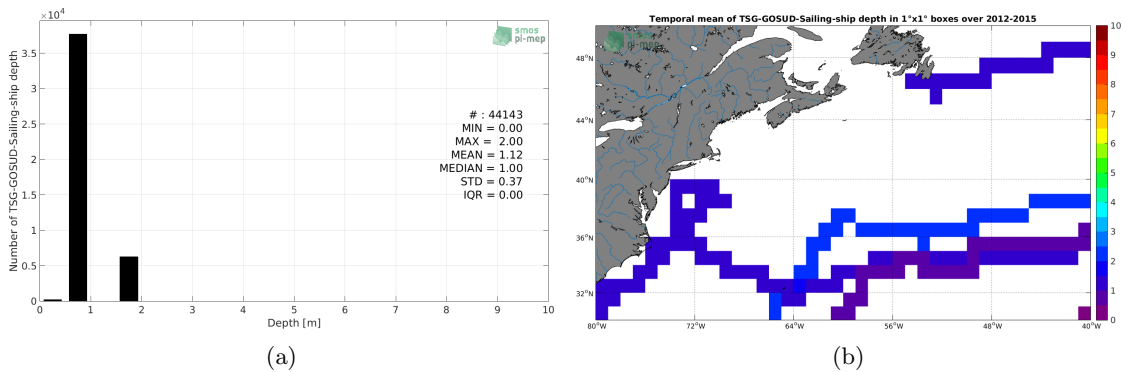 ×10⁴
3.5
3
2.5
2
1.5
1
0.5
0
0 1 2 3 4 5 6 7 8 9 10
Number of TSG-GOSUD-Sailing-ship depth
Depth [m]
smos
pi-mep
# : 44143
MIN = 0.00
MAX = 2.00
MEAN = 1.12
MEDIAN = 1.00
STD = 0.37
IQR = 0.00
(a)
Temporal mean of TSG-GOSUD-Sailing-ship depth in 1°x1° boxes over 2012-2015
smos
pi-mep
48°N
44°N
40°N
36°N
32°N
80°W 72°W 64°W 56°W 48°W 40°W
10
9
8
7
6
5
4
3
2
1
0
(b)